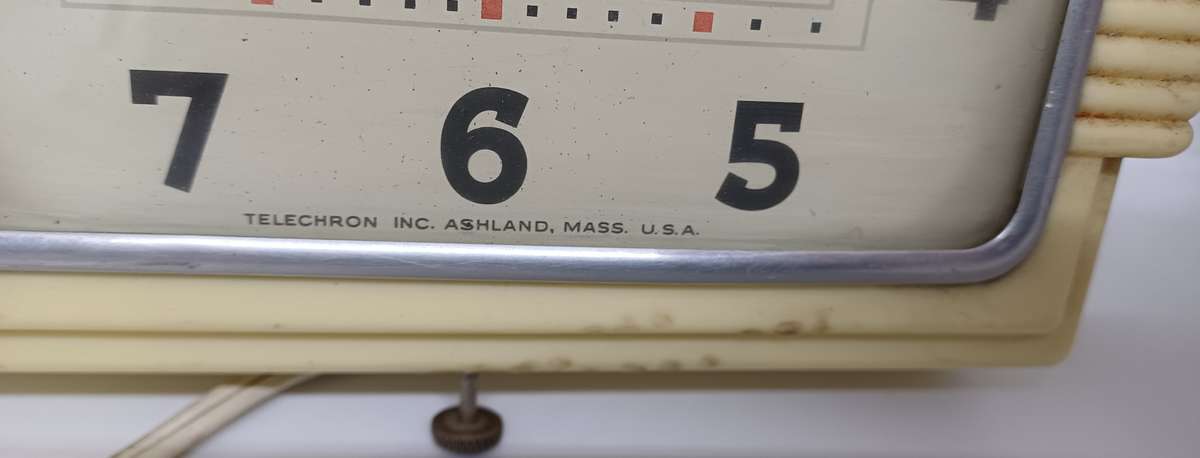 7 6 5
TELECHRON INC. ASHLAND, MASS. U.S.A.